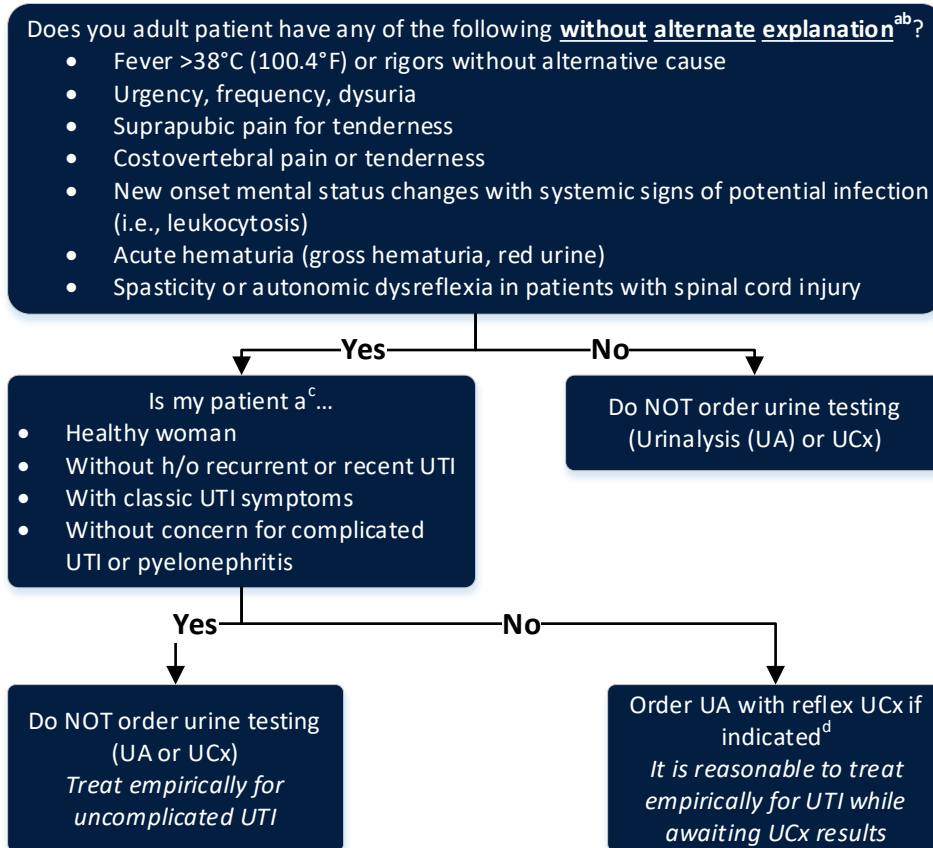 Does you adult patient have any of the following without alternate explanationab?
• Fever >38°C (100.4°F) or rigors without alternative cause
• Urgency, frequency, dysuria
• Suprapubic pain for tenderness
• Costovertebral pain or tenderness
• New onset mental status changes with systemic signs of potential infection
(i.e., leukocytosis)
• Acute hematuria (gross hematuria, red urine)
• Spasticity or autonomic dysreflexia in patients with spinal cord injury
Yes
No
Is my patient ac…
• Healthy woman
• Without h/o recurrent or recent UTI
• With classic UTI symptoms
• Without concern for complicated
UTI or pyelonephritis
Do NOT order urine testing
(Urinalysis (UA) or UCx)
Yes
No
Do NOT order urine testing
(UA or UCx)
Treat empirically for
uncomplicated UTI
Order UA with reflex UCx if
indicatedd
It is reasonable to treat
empirically for UTI while
awaiting UCx results